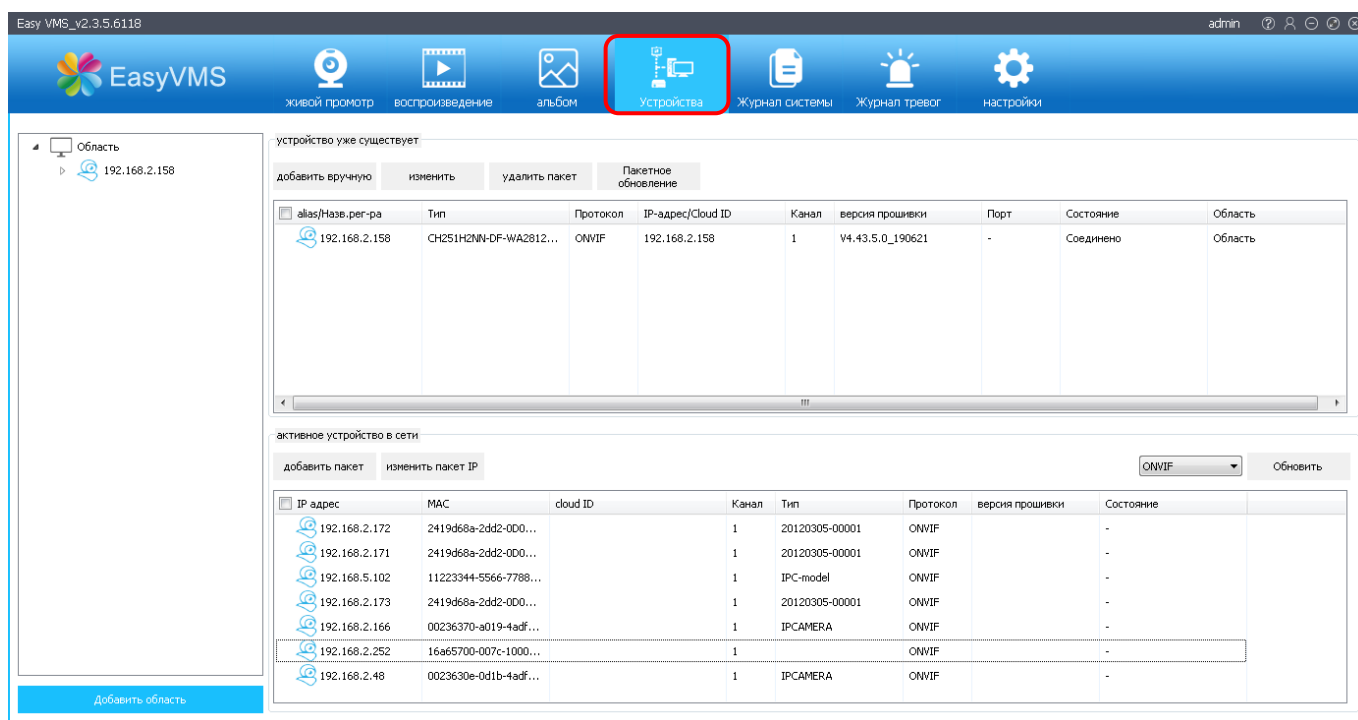 Easy VMS_v2.3.5.6118 admin
EasyVMS
живой промотр воспроизведение альбом Устройства Журнал системы Журнал тревог настройки
Область
192.168.2.158
устройство уже существует
добавить вручную изменить удалить пакет Пакетное
обновление
alias/Назв.рег-ра Тип Протокол IP-адрес/Cloud ID Канал версия прошивки Порт Состояние Область
192.168.2.158 CH251H2NN-DF-WA2812... ONVIF 192.168.2.158 1 V4.43.5.0_190621 - Соединено Область
активное устройство в сети
добавить пакет изменить пакет IP ONVIF Обновить
IP адрес MAC cloud ID Канал Тип Протокол версия прошивки Состояние
192.168.2.172 2419d68a-2dd2-0D0... 1 20120305-00001 ONVIF -
192.168.2.171 2419d68a-2dd2-0D0... 1 20120305-00001 ONVIF -
192.168.5.102 11223344-5566-7788... 1 IPC-model ONVIF -
192.168.2.173 2419d68a-2dd2-0D0... 1 20120305-00001 ONVIF -
192.168.2.166 00236370-a019-4adf... 1 IPCAMERA ONVIF -
192.168.2.252 16a65700-007c-1000... 1 ONVIF -
192.168.2.48 0023630e-0d1b-4adf... 1 IPCAMERA ONVIF -
Добавить область